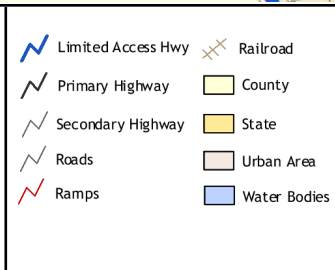 Limited Access Hwy
Railroad
Primary Highway
County
Secondary Highway
State
Roads
Urban Area
Ramps
Water Bodies